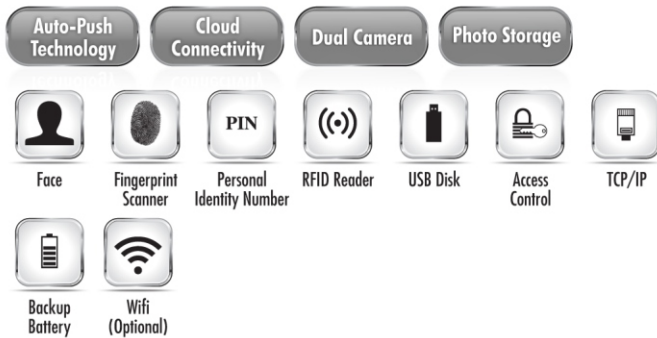 Auto-Push
Technology
Cloud
Connectivity
Dual Camera
Photo Storage
PIN
Face
Fingerprint
Scanner
Personal
Identity Number
RFID Reader
USB Disk
Access
Control
TCP/IP
Backup
Battery
Wifi
(Optional)